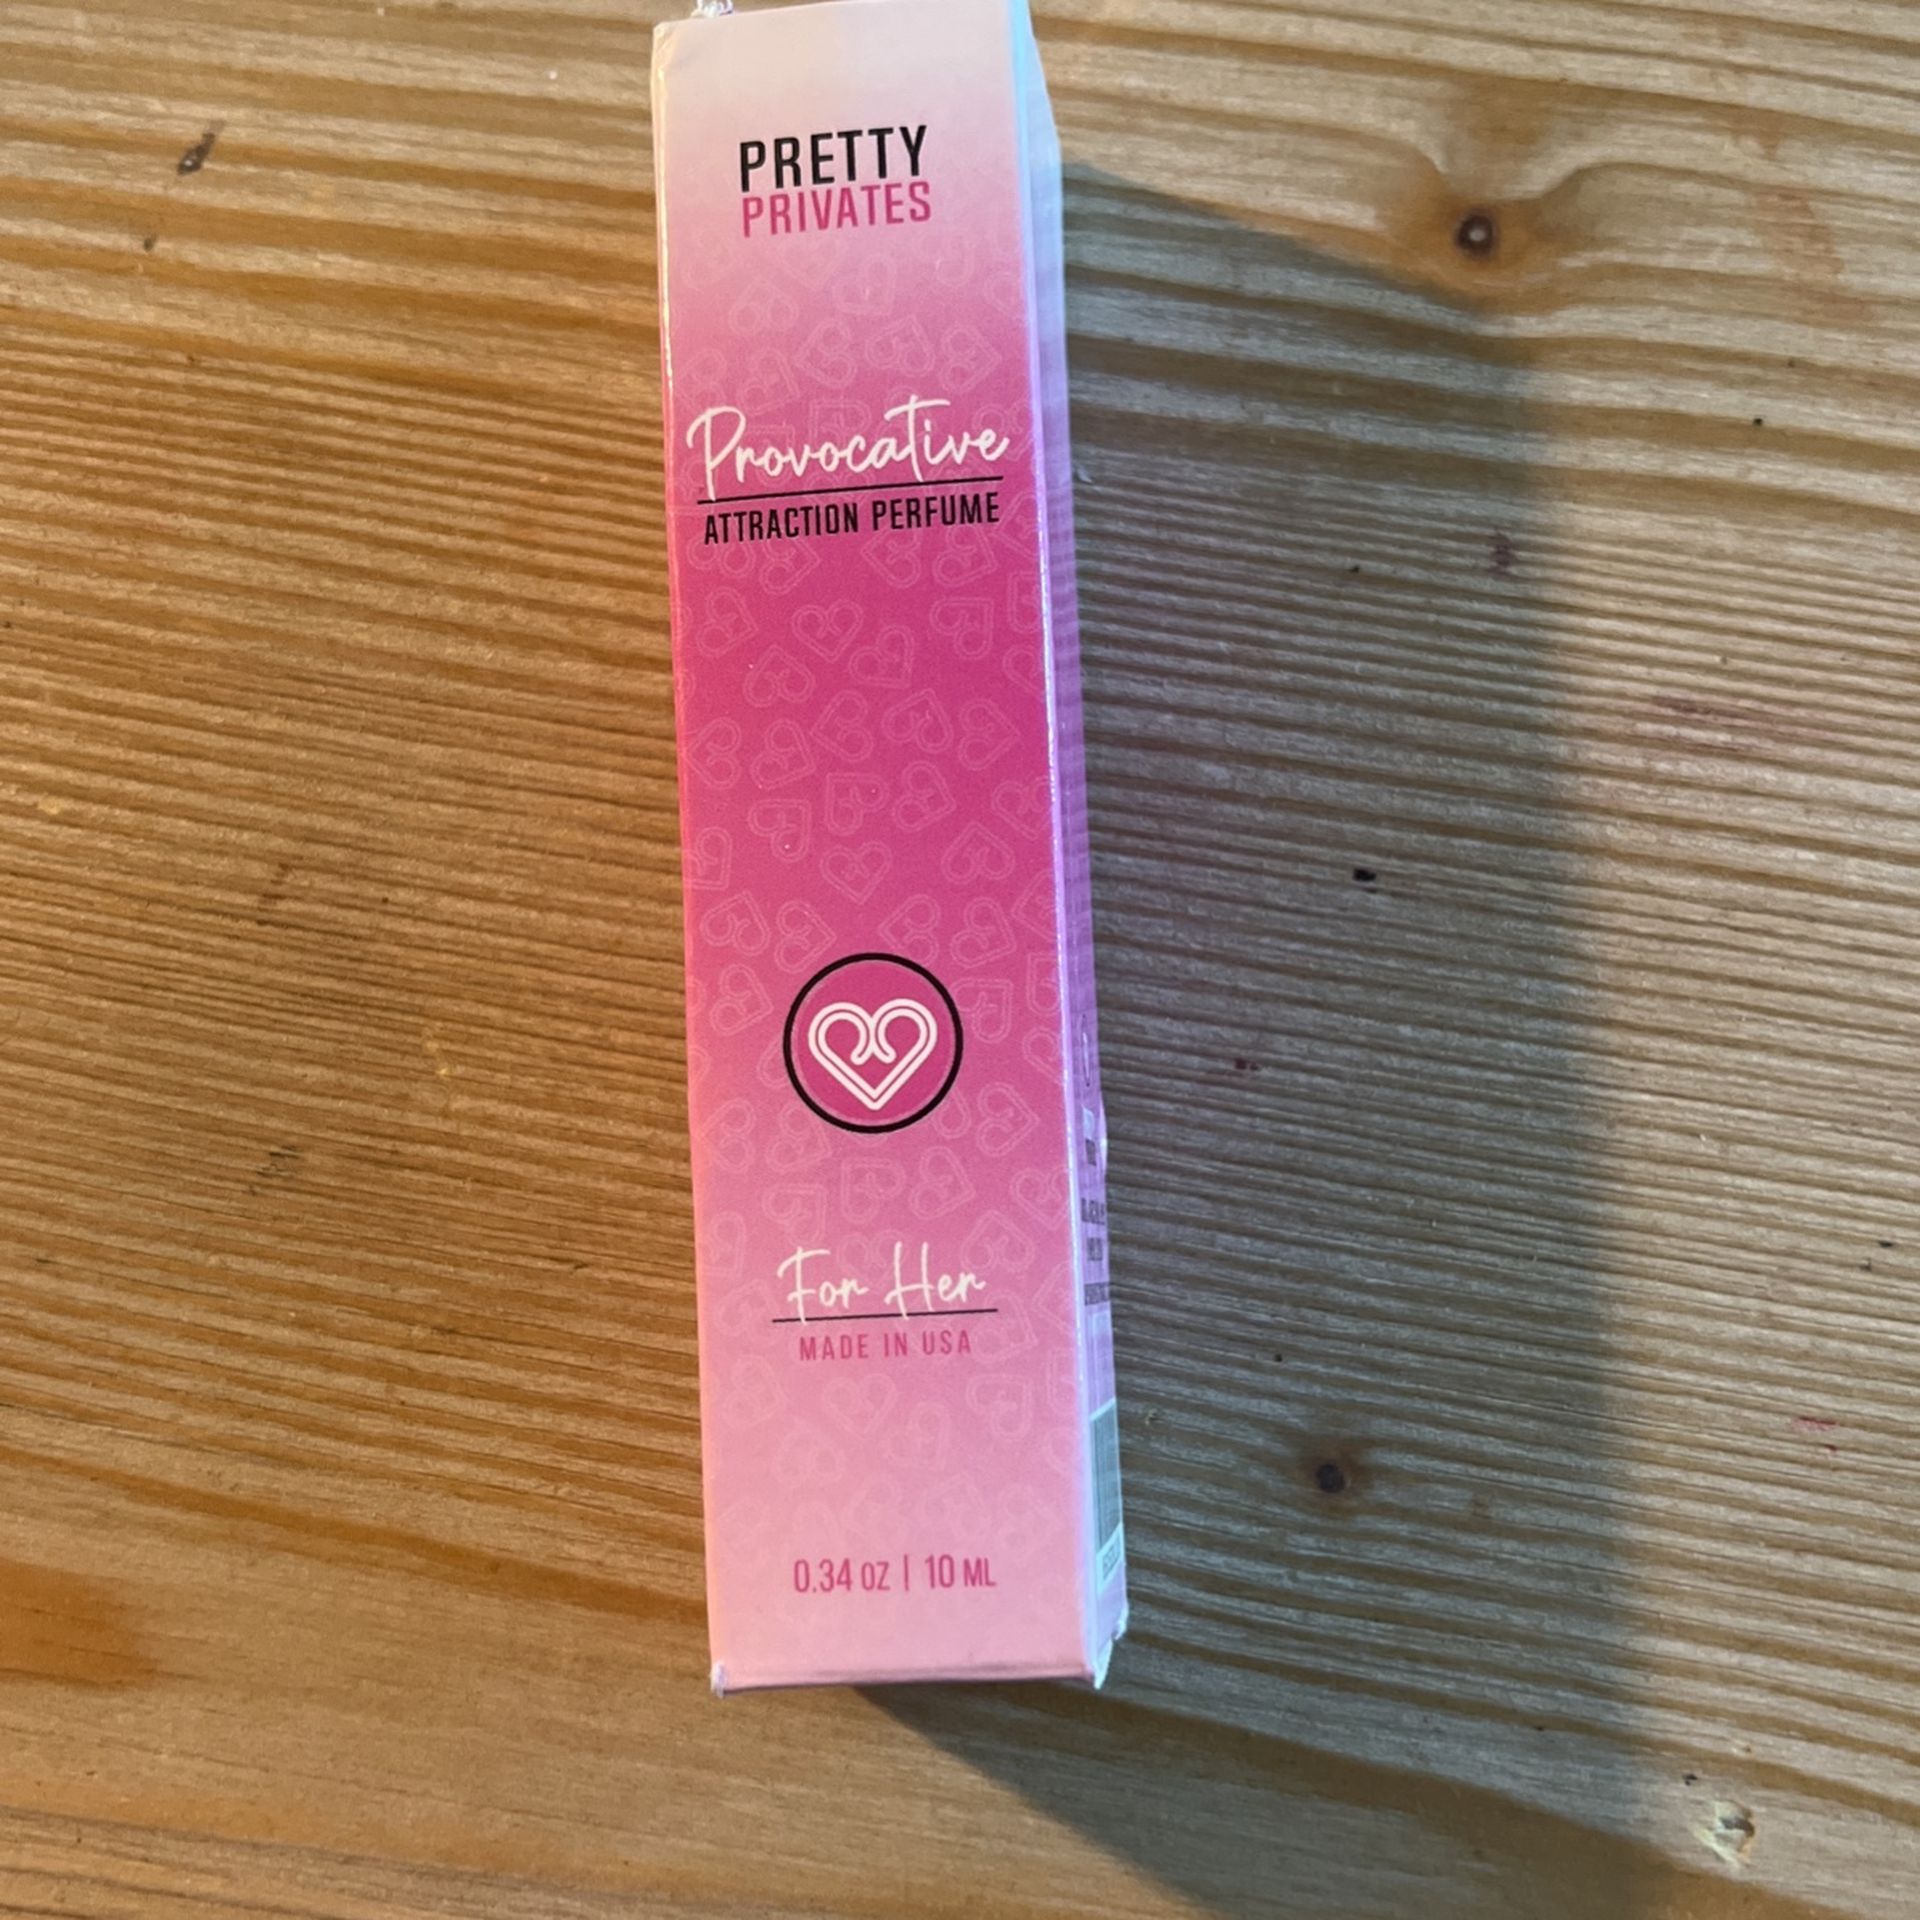 PRETTY
PRIVATES
Provocative
ATTRACTION PERFUME
For Her
MADE IN USA
0.34 OZ | 10 ML